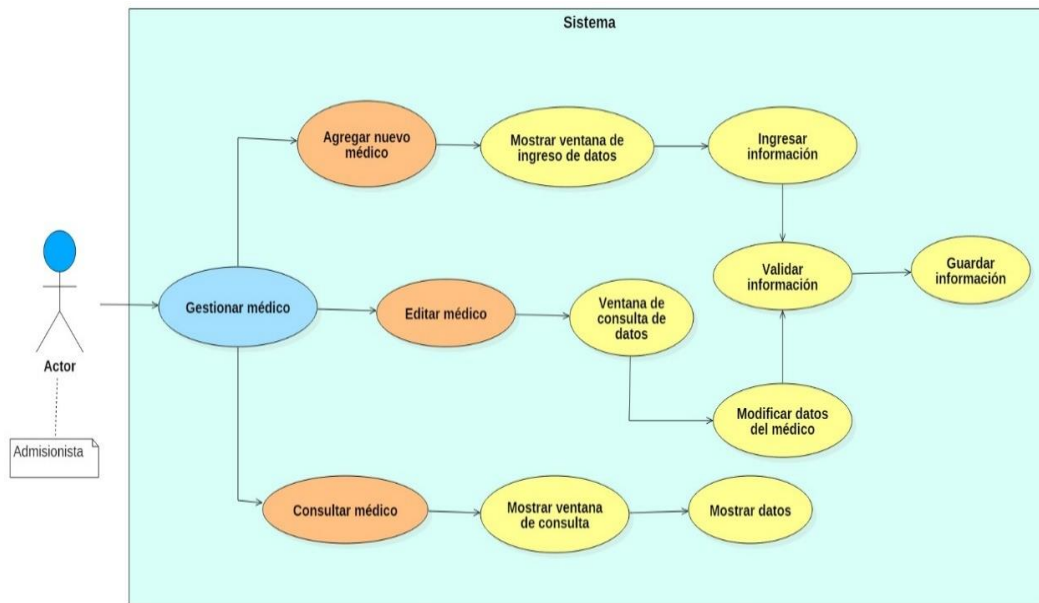 Sistema
Agregar nuevo
médico
Mostrar ventana de
ingreso de datos
Ingresar
información
Validar
información
Guardar
información
Gestionar médico
Editar médico
Ventana de
consulta de
datos
Modificar datos
del médico
Actor
Admisionista
Consultar médico
Mostrar ventana
de consulta
Mostrar datos